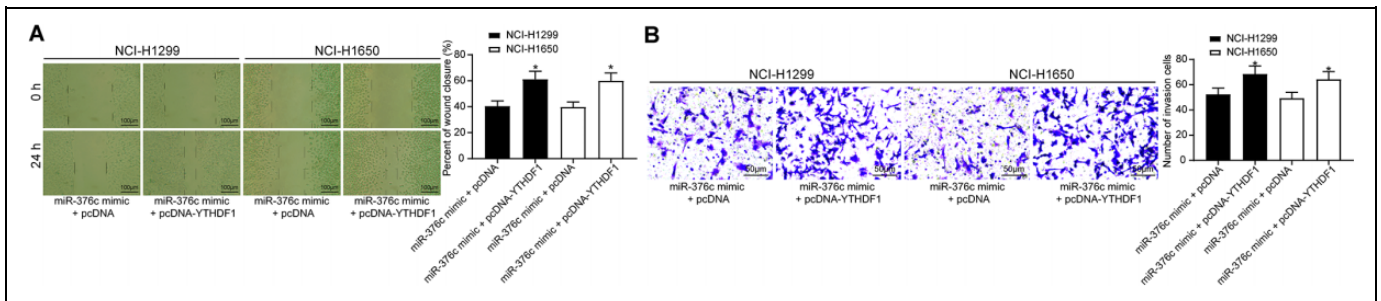 A
NCI-H1299
NCI-H1650
0 h
24 h
100μm
100μm
100μm
100μm
100μm
100μm
100μm
100μm
miR-376c mimic
+ pcDNA
miR-376c mimic
+ pcDNA-YTHDF1
miR-376c mimic
+ pcDNA
miR-376c mimic
+ pcDNA-YTHDF1
NCI-H1299
NCI-H1650
Percent of wound closure (%)
80
60
40
20
0
*
*
miR-376c mimic + pcDNA
miR-376c mimic + pcDNA-YTHDF1
miR-376c mimic + pcDNA
miR-376c mimic + pcDNA-YTHDF1
B
NCI-H1299
NCI-H1650
50μm
50μm
50μm
50μm
miR-376c mimic
+ pcDNA
miR-376c mimic
+ pcDNA-YTHDF1
miR-376c mimic
+ pcDNA
miR-376c mimic
+ pcDNA-YTHDF1
NCI-H1299
NCI-H1650
Number of invasion cells
80
60
40
20
0
*
*
miR-376c mimic + pcDNA
miR-376c mimic + pcDNA-YTHDF1
miR-376c mimic + pcDNA
miR-376c mimic + pcDNA-YTHDF1